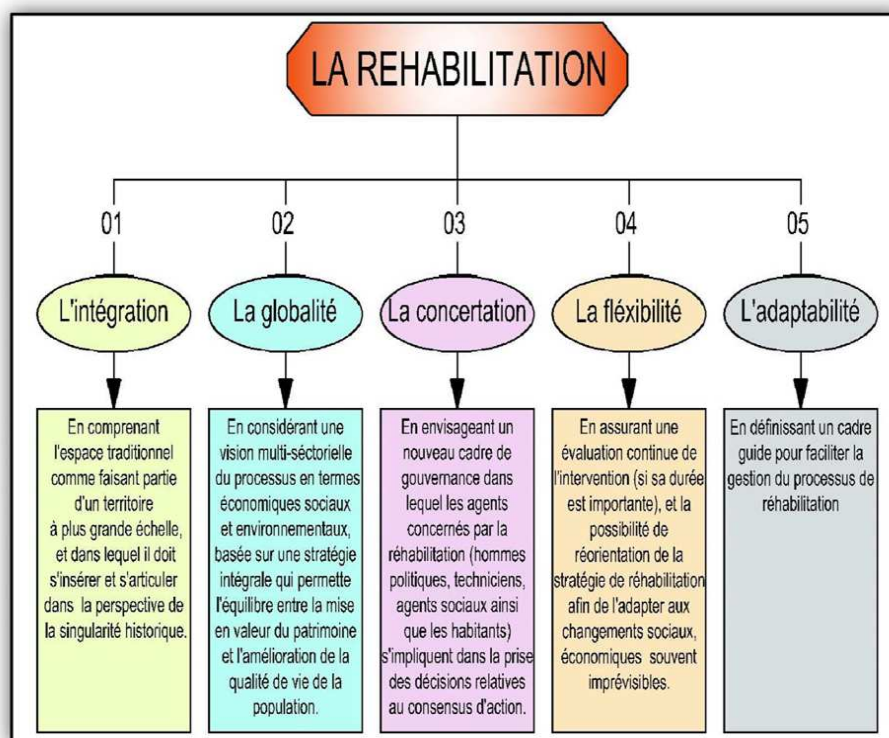 LA REHABILITATION
01
02
03
04
05
L'intégration
La globalité
La concertation
La fléxibilité
L'adaptabilité
En comprenant
l'espace traditionnel
comme faisant partie
d'un territoire
à plus grande échelle,
et dans lequel il doit
s'insérer et s'articuler
dans la perspective de
la singularité historique.
En considérant une
vision multi-séctorielle
du processus en termes
économiques sociaux
et environnementaux,
basée sur une stratégie
intégrale qui permette
l'équilibre entre la mise
en valeur du patrimoine
et l'amélioration de la
qualité de vie de la
population.
En envisageant un
nouveau cadre de
gouvernance dans
lequel les agents
concernés par la
réhabilitation (hommes
politiques, techniciens,
agents sociaux ainsi
que les habitants)
s'impliquent dans la prise
des décisions relatives
au consensus d'action.
En assurant une
évaluation continue de
l'intervention (si sa durée
est importante), et la
possibilité de
réorientation de la
stratégie de réhabilitation
afin de l'adapter aux
changements sociaux,
économiques souvent
imprévisibles.
En définissant un cadre
guide pour faciliter la
gestion du processus de
réhabilitation